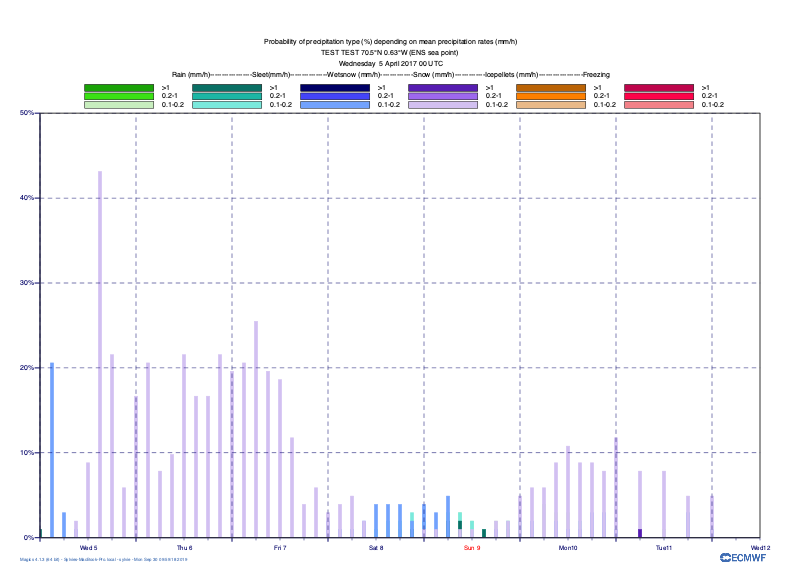 Probability of precipitation type (%) depending on mean precipitation rates (mm/h)
TEST TEST 70.5°N 0.63°W (ENS sea point)
Wednesday 5 April 2017 00 UTC
Rain (mm/h)---------------Sleet(mm/h)--------------Wetsnow (mm/h)------------Snow (mm/h)-----------Icepellets (mm/h)----------------Freezing
>1 >1 >1 >1 >1 >1
0.2-1 0.2-1 0.2-1 0.2-1 0.2-1 0.2-1
0.1-0.2 0.1-0.2 0.1-0.2 0.1-0.2 0.1-0.2 0.1-0.2
50%
40%
30%
20%
10%
0%
Wed 5 Thu 6 Fri 7 Sat 8 Sun 9 Mon10 Tue11 Wed12
ECMWF